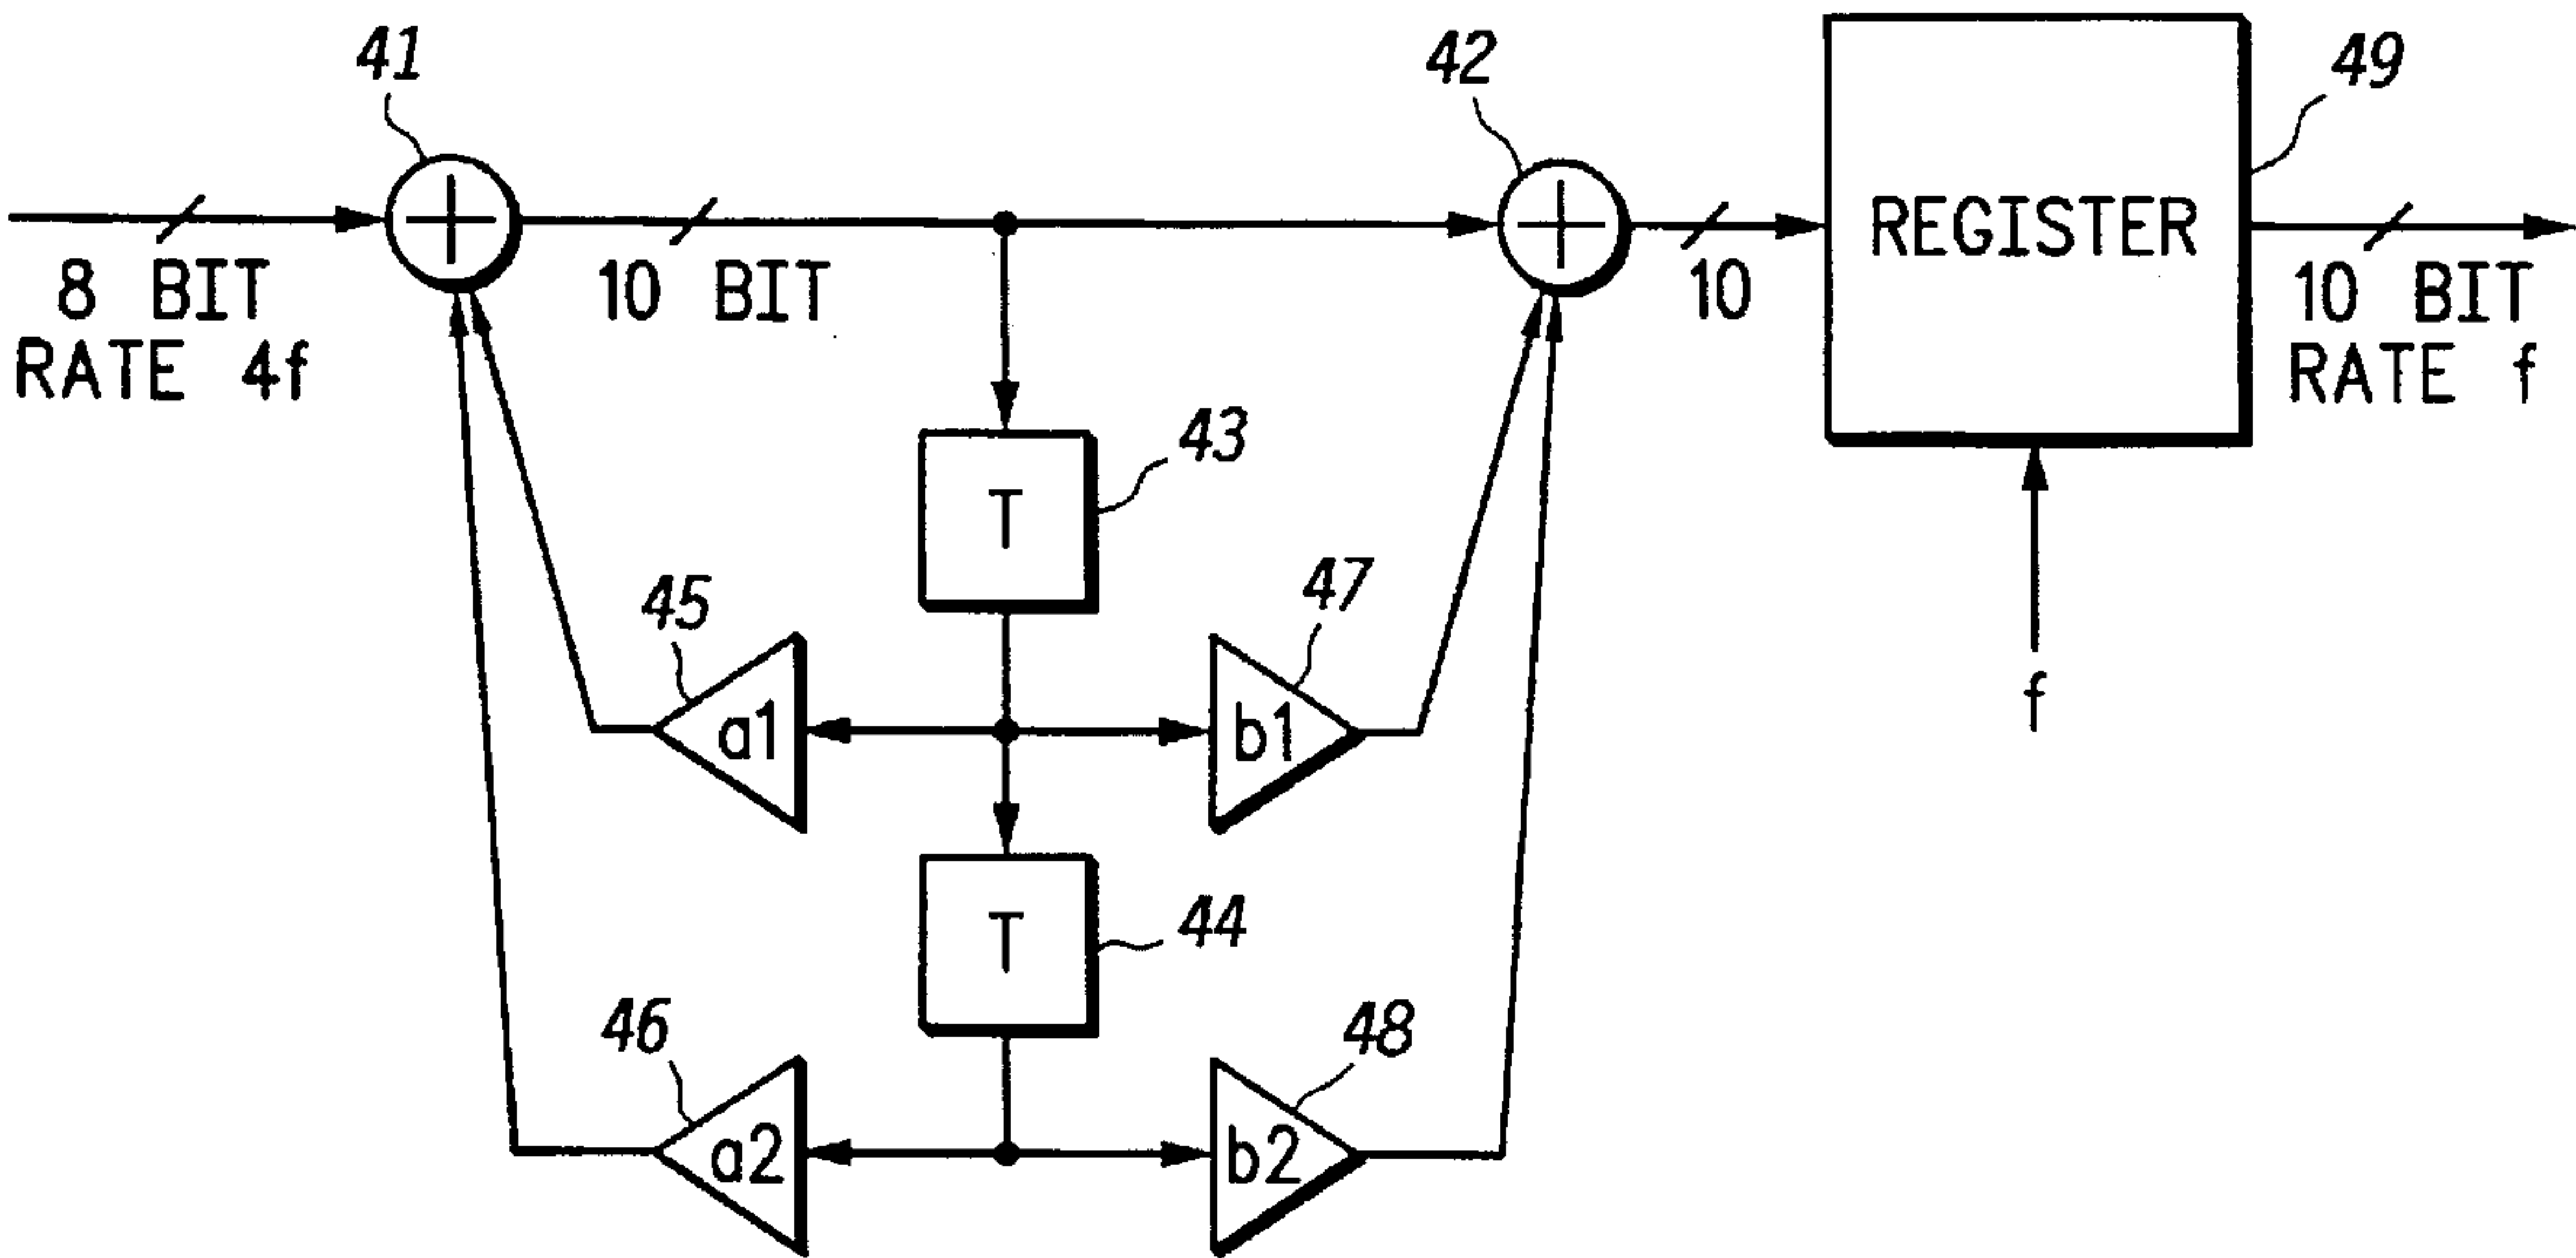 41
42
49
8 BIT
RATE 4f
10 BIT
10
REGISTER
10 BIT
RATE f
T
43
f
45
a1
47
b1
T
44
46
a2
48
b2